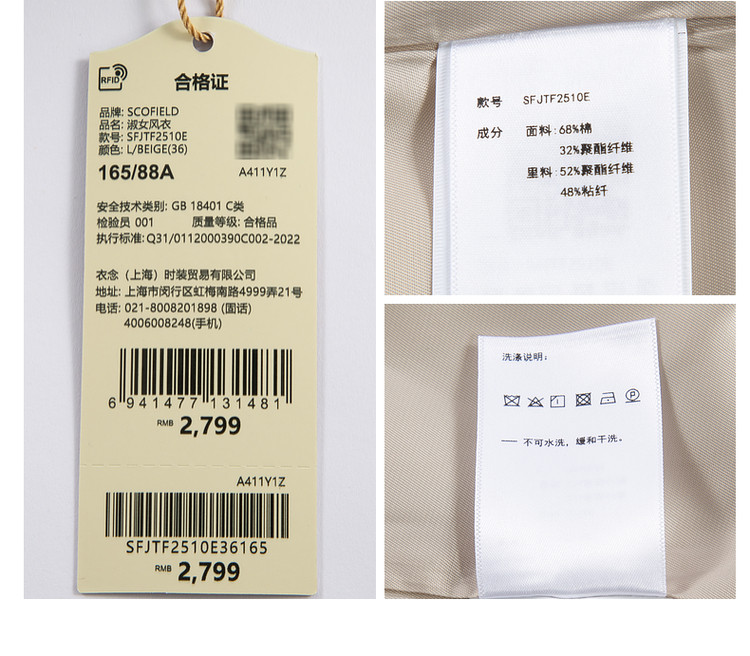 RFID
合格证
品牌: SCOFIELD
品名: 淑女风衣
款号: SFJTF2510E
颜色: L/BEIGE(36)
165/88A
A411Y1Z
安全技术类别: GB 18401 C类
检验员 001 质量等级: 合格品
执行标准: Q31/0112000390C002-2022
衣念（上海）时装贸易有限公司
地址: 上海市闵行区虹梅南路4999弄21号
电话: 021-8008201898 (固话)
4006008248(手机)
6 941477 131481
RMB 2,799
A411Y1Z
SFJTF2510E36165
RMB 2,799
款号 SFJTF2510E
成分 面料:68%棉
32%聚酯纤维
里料:52%聚酯纤维
48%粘纤
洗涤说明:
P
—— 不可水洗，缓和干洗。